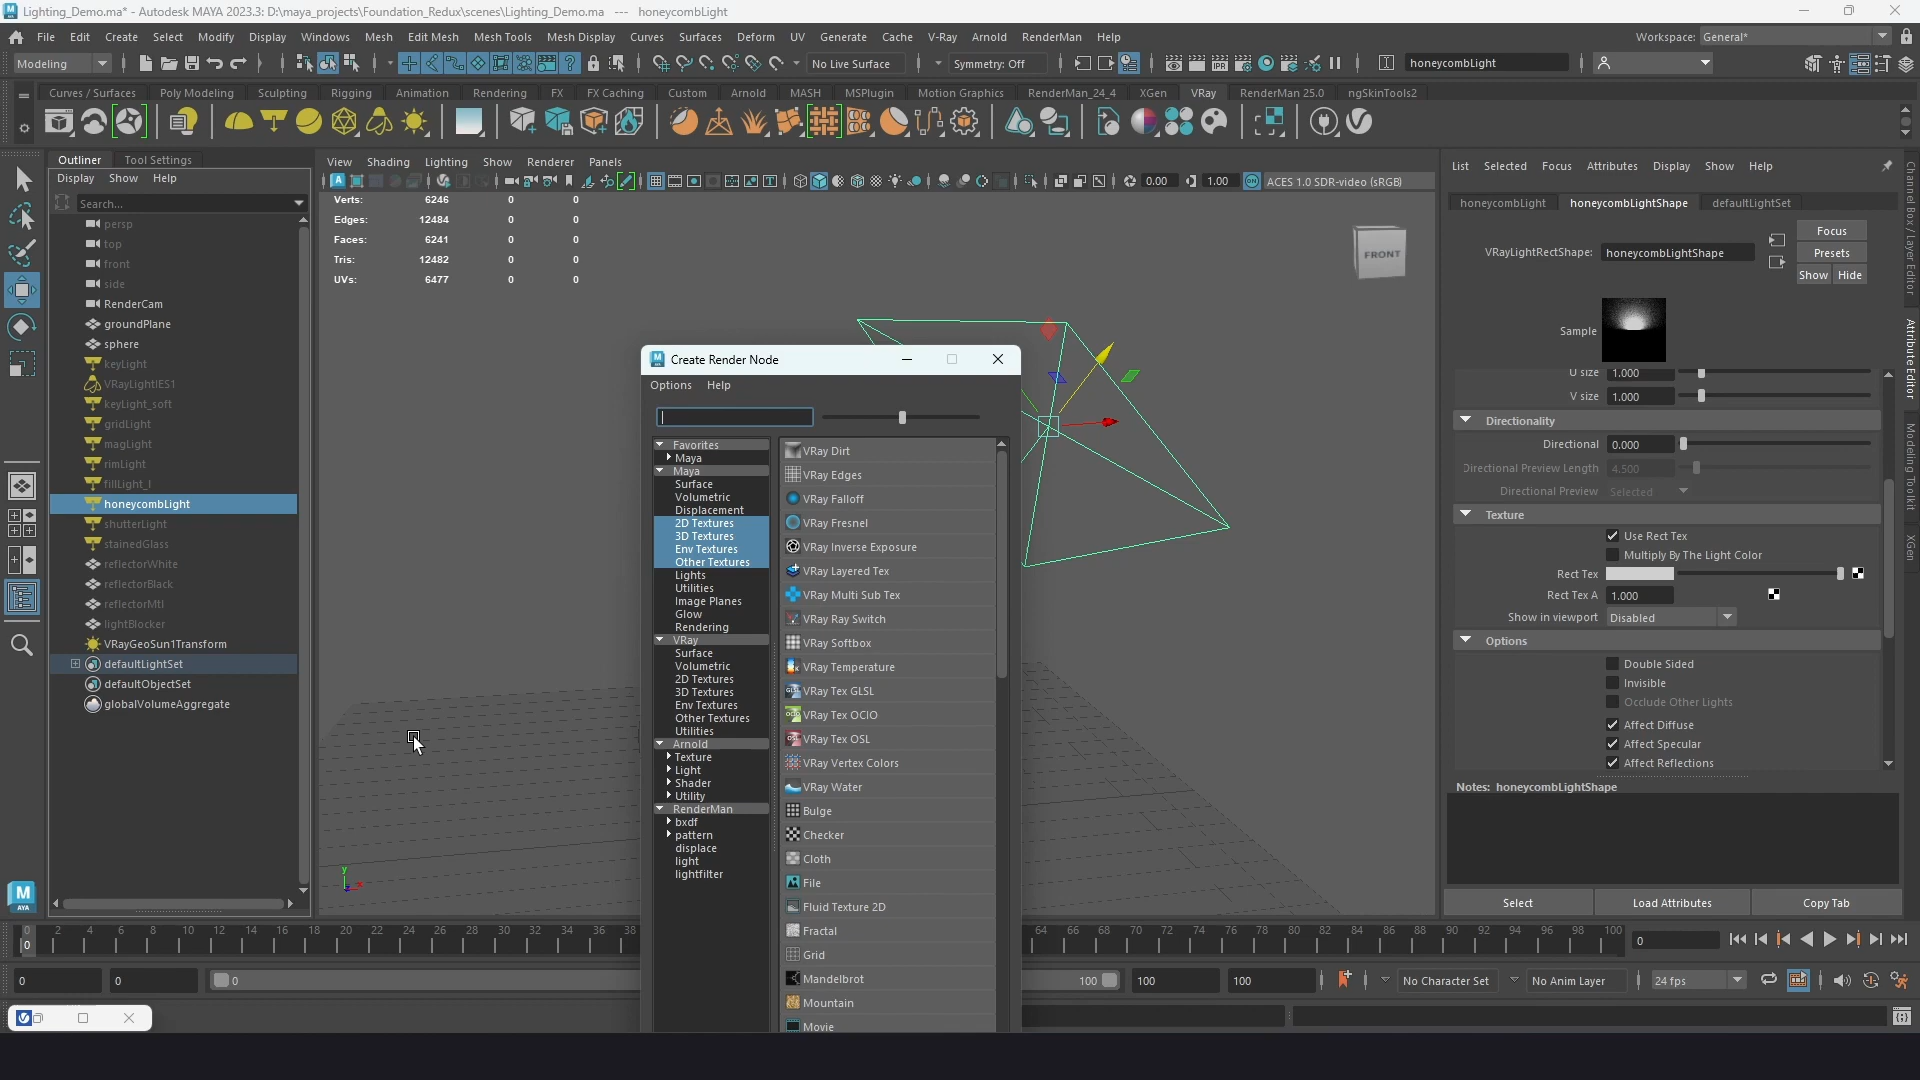 Lighting_Demo.ma* - Autodesk MAYA 2023.3: D:\maya_projects\Foundation_Redux\scenes\Lighting_Demo.ma --- honeycombLight
File Edit Create Select Modify Display Windows Mesh Edit Mesh Mesh Tools Mesh Display Curves Surfaces Deform UV Generate Cache V-Ray Arnold RenderMan Help
Workspace: General*
Modeling No Live Surface Symmetry: Off honeycombLight
Curves / Surfaces Poly Modeling Sculpting Rigging Animation Rendering FX FX Caching Custom Arnold MASH MSPlugin Motion Graphics RenderMan_24_4 XGen VRay RenderMan 25.0 ngSkinTools2
Outliner Tool Settings
Display Show Help
Search...
persp
top
front
side
RenderCam
groundPlane
sphere
keyLight
VRayLightIES1
keyLight_soft
gridLight
magLight
rimLight
fillLight_l
honeycombLight
shutterLight
stainedGlass
reflectorWhite
reflectorBlack
reflectorMtl
lightBlocker
VRayGeoSun1Transform
defaultLightSet
defaultObjectSet
globalVolumeAggregate
View Shading Lighting Show Renderer Panels
0.00 1.00 ACES 1.0 SDR-video (sRGB)
Verts: 6246 0 0
Edges: 12484 0 0
Faces: 6241 0 0
Tris: 12482 0 0
UVs: 6477 0 0
FRONT
y
Create Render Node
Options Help
Favorites
Maya
Maya
Surface
Volumetric
Displacement
2D Textures
3D Textures
Env Textures
Other Textures
Lights
Utilities
Image Planes
Glow
Rendering
VRay
Surface
Volumetric
2D Textures
3D Textures
Env Textures
Other Textures
Utilities
Arnold
Texture
Light
Shader
Utility
RenderMan
bxdf
pattern
displace
light
lightfilter
VRay Dirt
VRay Edges
VRay Falloff
VRay Fresnel
VRay Inverse Exposure
VRay Layered Tex
VRay Multi Sub Tex
VRay Ray Switch
VRay Softbox
VRay Temperature
VRay Tex GLSL
VRay Tex OCIO
VRay Tex OSL
VRay Vertex Colors
VRay Water
Bulge
Checker
Cloth
File
Fluid Texture 2D
Fractal
Grid
Mandelbrot
Mountain
Movie
List Selected Focus Attributes Display Show Help
honeycombLight honeycombLightShape defaultLightSet
VRayLightRectShape: honeycombLightShape
Focus
Presets
Show Hide
Sample
U size 1.000
V size 1.000
Directionality
Directional 0.000
Directional Preview Length 4.500
Directional Preview Selected
Texture
Use Rect Tex
Multiply By The Light Color
Rect Tex
Rect Tex A 1.000
Show in viewport Disabled
Options
Double Sided
Invisible
Occlude Other Lights
Affect Diffuse
Affect Specular
Affect Reflections
Notes: honeycombLightShape
Select Load Attributes Copy Tab
Channel Box / Layer Editor
Attribute Editor
Modeling Toolkit
XGen
0 2 4 6 8 10 12 14 16 18 20 22 24 26 28 30 32 34 36 38 64 66 68 70 72 74 76 78 80 82 84 86 88 90 92 94 96 98 100
0 0
0 0 0 100 100 100 No Character Set No Anim Layer 24 fps